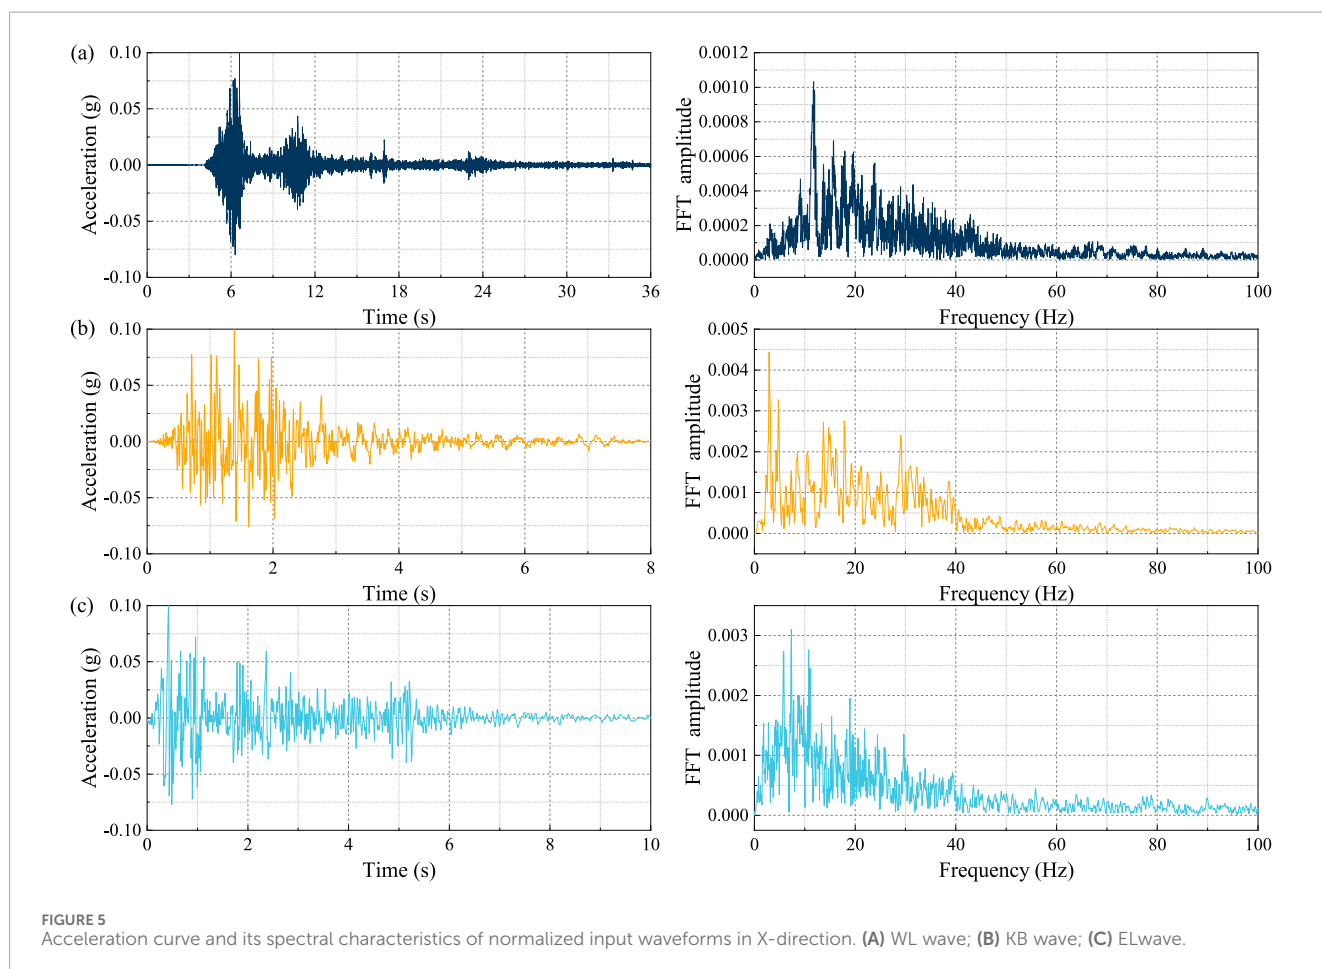 (a)
Acceleration (g)
0.10
0.05
0.00
-0.05
-0.10
0 6 12 18 24 30 36
Time (s)
FFT amplitude
0.0012
0.0010
0.0008
0.0006
0.0004
0.0002
0.0000
0 20 40 60 80 100
Frequency (Hz)
(b)
Acceleration (g)
0.10
0.05
0.00
-0.05
-0.10
0 2 4 6 8
Time (s)
FFT amplitude
0.005
0.004
0.003
0.002
0.001
0.000
0 20 40 60 80 100
Frequency (Hz)
(c)
Acceleration (g)
0.10
0.05
0.00
-0.05
-0.10
0 2 4 6 8 10
Time (s)
FFT amplitude
0.003
0.002
0.001
0.000
0 20 40 60 80 100
Frequency (Hz)
FIGURE 5
Acceleration curve and its spectral characteristics of normalized input waveforms in X-direction. (A) WL wave; (B) KB wave; (C) ELwave.